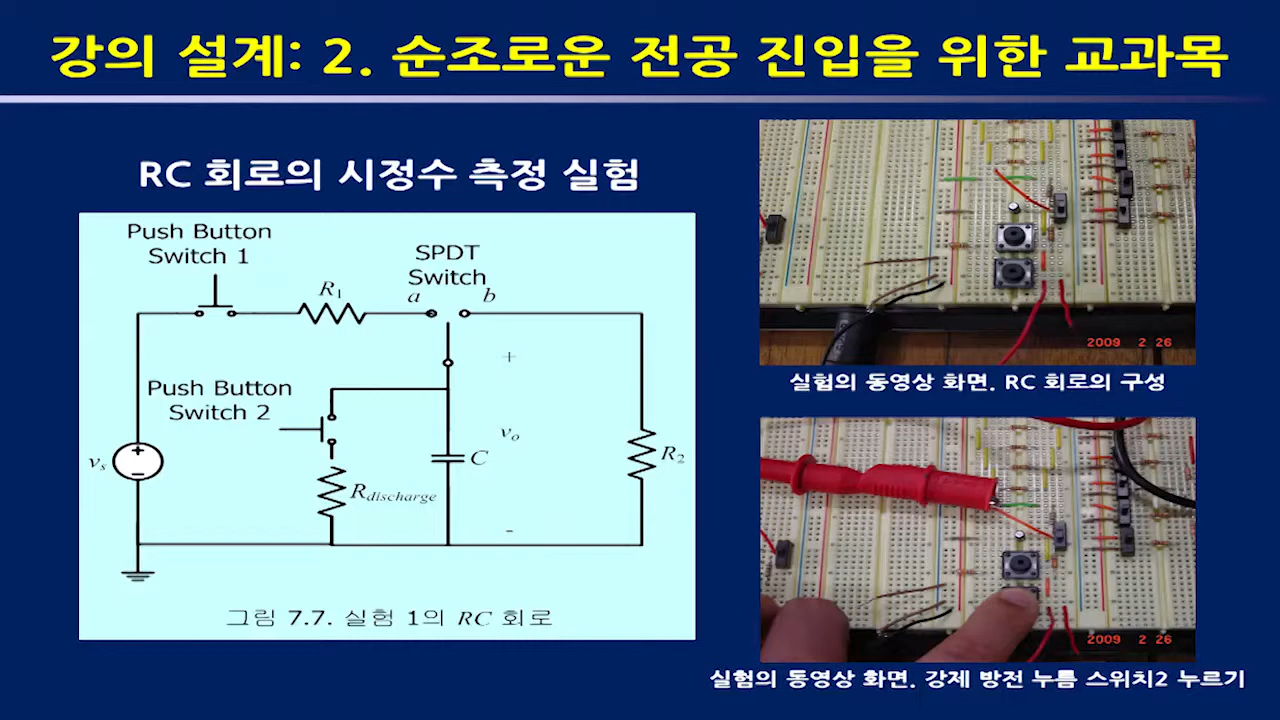 강의 설계: 2. 순조로운 전공 진입을 위한 교과목
RC 회로의 시정수 측정 실험
Push Button
Switch 1
SPDT
Switch
R1
a
b
+
Push Button
Switch 2
vo
vs
C
R2
Rdischarge
-
그림 7.7. 실험 1의 RC 회로
2009 2 26
실험의 동영상 화면. RC 회로의 구성
2009 2 26
실험의 동영상 화면. 강제 방전 누름 스위치2 누르기